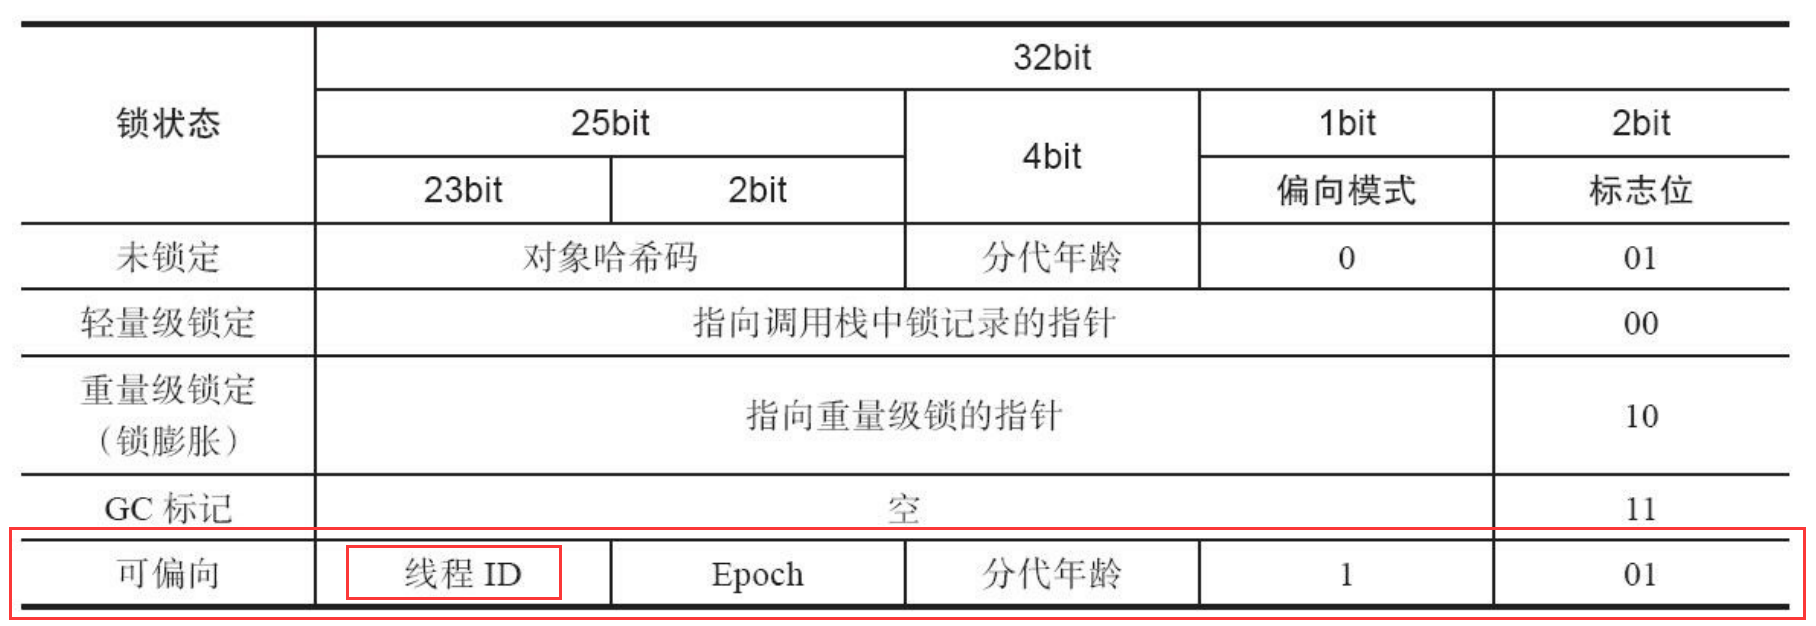 32bit
锁状态
25bit
4bit
1bit
2bit
23bit
2bit
偏向模式
标志位
未锁定
对象哈希码
分代年龄
0
01
轻量级锁定
指向调用栈中锁记录的指针
00
重量级锁定
（锁膨胀）
指向重量级锁的指针
10
GC 标记
空
11
可偏向
线程 ID
Epoch
分代年龄
1
01